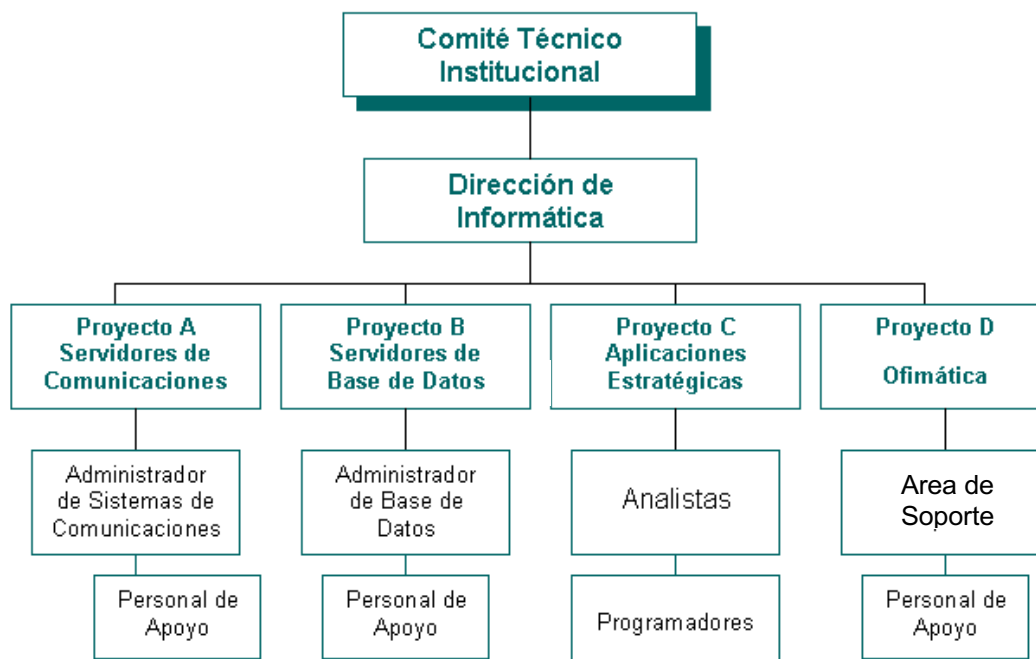 Comité Técnico
Institucional
Dirección de
Informática
Proyecto A
Servidores de
Comunicaciones
Proyecto B
Servidores de
Base de Datos
Proyecto C
Aplicaciones
Estratégicas
Proyecto D
Ofimática
Administrador
de Sistemas de
Comunicaciones
Administrador
de Base de
Datos
Analistas
Area de
Soporte
Personal de
Apoyo
Personal de
Apoyo
Programadores
Personal de
Apoyo